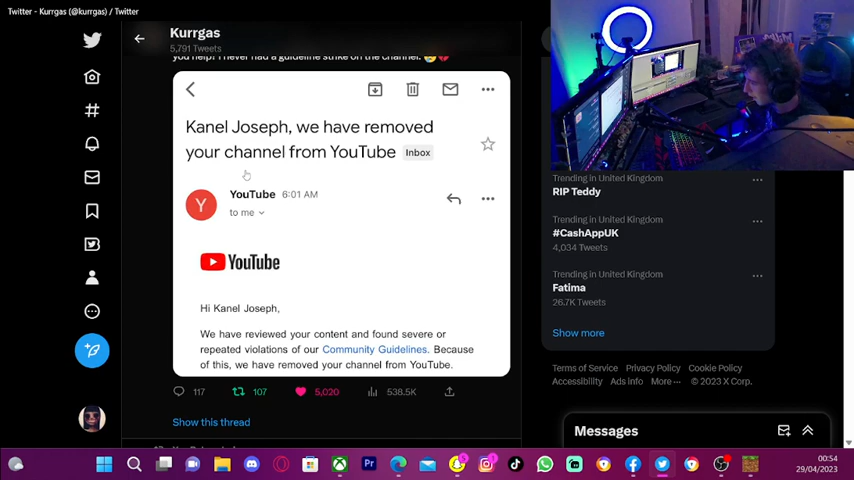 Twitter - Kurrgas (@kurrgas) / Twitter
Kurrgas
5,791 Tweets
you help? I never had a guideline strike on the channel.
Kanel Joseph, we have removed
your channel from YouTube Inbox
Y
YouTube 6:01 AM
to me
YouTube
Hi Kanel Joseph,
We have reviewed your content and found severe or
repeated violations of our Community Guidelines. Because
of this, we have removed your channel from YouTube.
117 107 5,020 538.5K
Show this thread
Trending in United Kingdom
RIP Teddy
Trending in United Kingdom
#CashAppUK
4,034 Tweets
Trending in United Kingdom
Fatima
26.7K Tweets
Show more
Terms of Service Privacy Policy Cookie Policy
Accessibility Ads info More ··· © 2023 X Corp.
Messages
Pr
00:54
29/04/2023